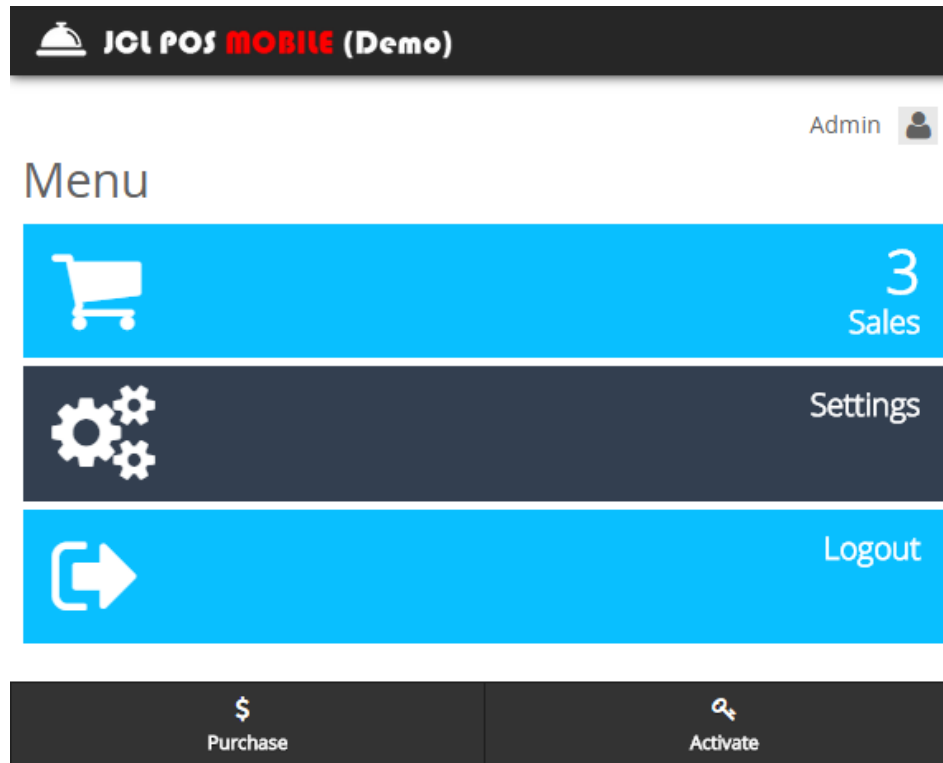 JCL POS MOBILE (Demo)
Admin
Menu
3
Sales
Settings
Logout
$
Purchase
Activate